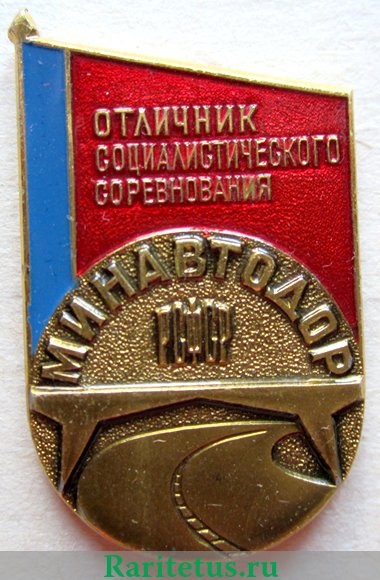 ОТЛИЧНИК
СОЦИАЛИСТИЧЕСКОГО
СОРЕВНОВАНИЯ
МИНАВТОДОР
РСФСР
Raritetus.ru